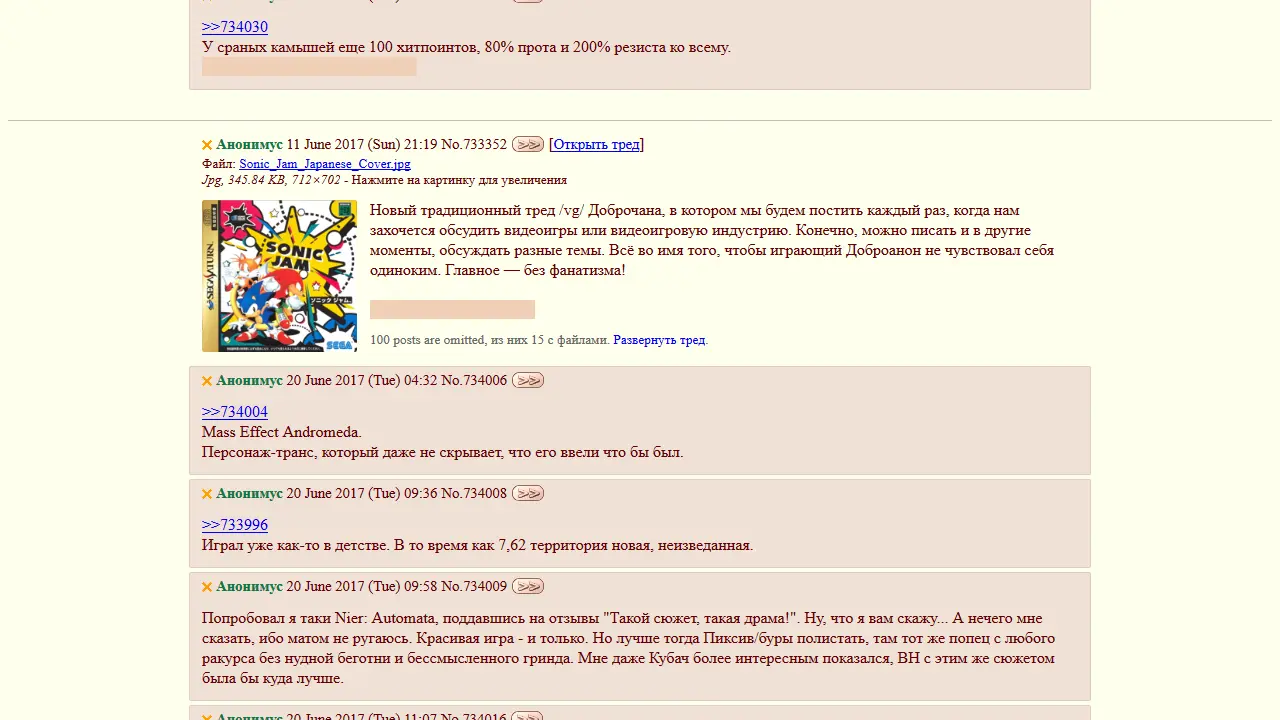 >>734030
У сраных камышей еще 100 хитпоинтов, 80% прота и 200% резиста ко всему.
Анонимус 11 June 2017 (Sun) 21:19 No.733352 >> [Открыть тред]
Файл: Sonic_Jam_Japanese_Cover.jpg
Jpg, 345.84 KB, 712×702 - Нажмите на картинку для увеличения
SEGA SATURN
SONIC
JAM
ソニック ジャム
SEGA
Новый традиционный тред /vg/ Доброчана, в котором мы будем постить каждый раз, когда нам
захочется обсудить видеоигры или видеоигровую индустрию. Конечно, можно писать и в другие
моменты, обсуждать разные темы. Всё во имя того, чтобы играющий Доброанон не чувствовал себя
одиноким. Главное — без фанатизма!
100 posts are omitted, из них 15 с файлами. Развернуть тред.
Анонимус 20 June 2017 (Tue) 04:32 No.734006 >>
>>734004
Mass Effect Andromeda.
Персонаж-транс, который даже не скрывает, что его ввели что бы был.
Анонимус 20 June 2017 (Tue) 09:36 No.734008 >>
>>733996
Играл уже как-то в детстве. В то время как 7,62 территория новая, неизведанная.
Анонимус 20 June 2017 (Tue) 09:58 No.734009 >>
Попробовал я таки Nier: Automata, поддавшись на отзывы "Такой сюжет, такая драма!". Ну, что я вам скажу... А нечего мне
сказать, ибо матом не ругаюсь. Красивая игра - и только. Но лучше тогда Пиксив/буры полистать, там тот же попец с любого
ракурса без нудной беготни и бессмысленного гринда. Мне даже Кубач более интересным показался, ВН с этим же сюжетом
была бы куда лучше.
Анонимус 20 June 2017 (Tue) 11:07 No.734016 >>